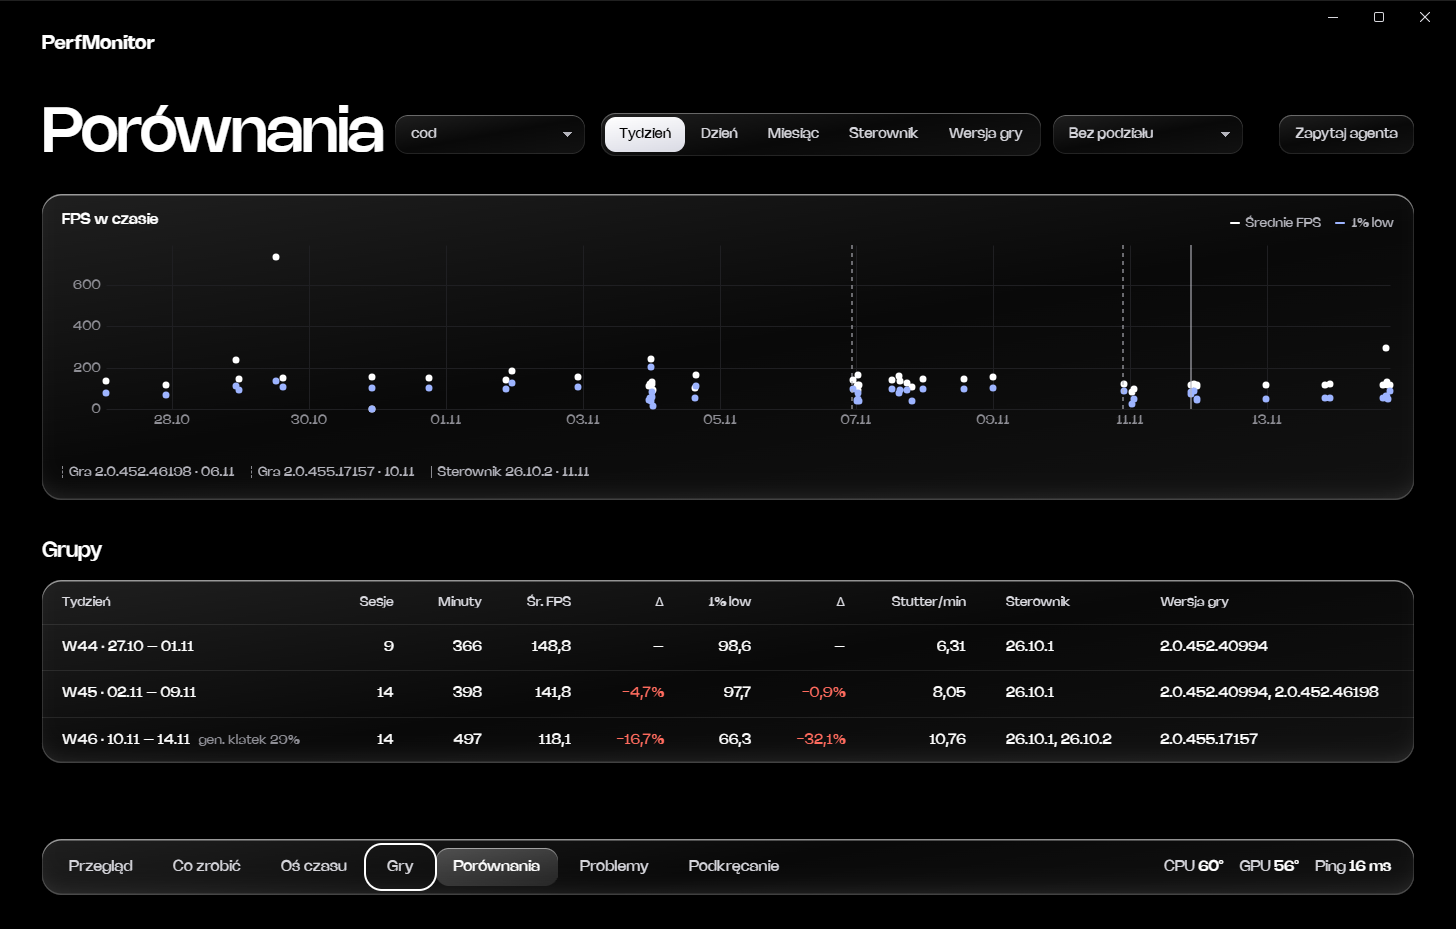 PerfMonitor
Porównania
cod
Tydzień Dzień Miesiąc Sterownik Wersja gry
Bez podziału
Zapytaj agenta
FPS w czasie
Średnie FPS 1% low
600
400
200
0
28.10 30.10 01.11 03.11 05.11 07.11 09.11 11.11 13.11
Gra 2.0.452.46198 · 06.11 Gra 2.0.455.17157 · 10.11 Sterownik 26.10.2 · 11.11
Grupy
Tydzień Sesje Minuty Śr. FPS Δ 1% low Δ Stutter/min Sterownik Wersja gry
W44 · 27.10 – 01.11 9 366 148,8 — 98,6 — 6,31 26.10.1 2.0.452.40994
W45 · 02.11 – 09.11 14 398 141,8 −4,7% 97,7 −0,9% 8,05 26.10.1 2.0.452.40994, 2.0.452.46198
W46 · 10.11 – 14.11 gen. klatek 29% 14 497 118,1 −16,7% 66,3 −32,1% 10,76 26.10.1, 26.10.2 2.0.455.17157
Przegląd Co zrobić Oś czasu Gry Porównania Problemy Podkręcanie CPU 60° GPU 56° Ping 16 ms